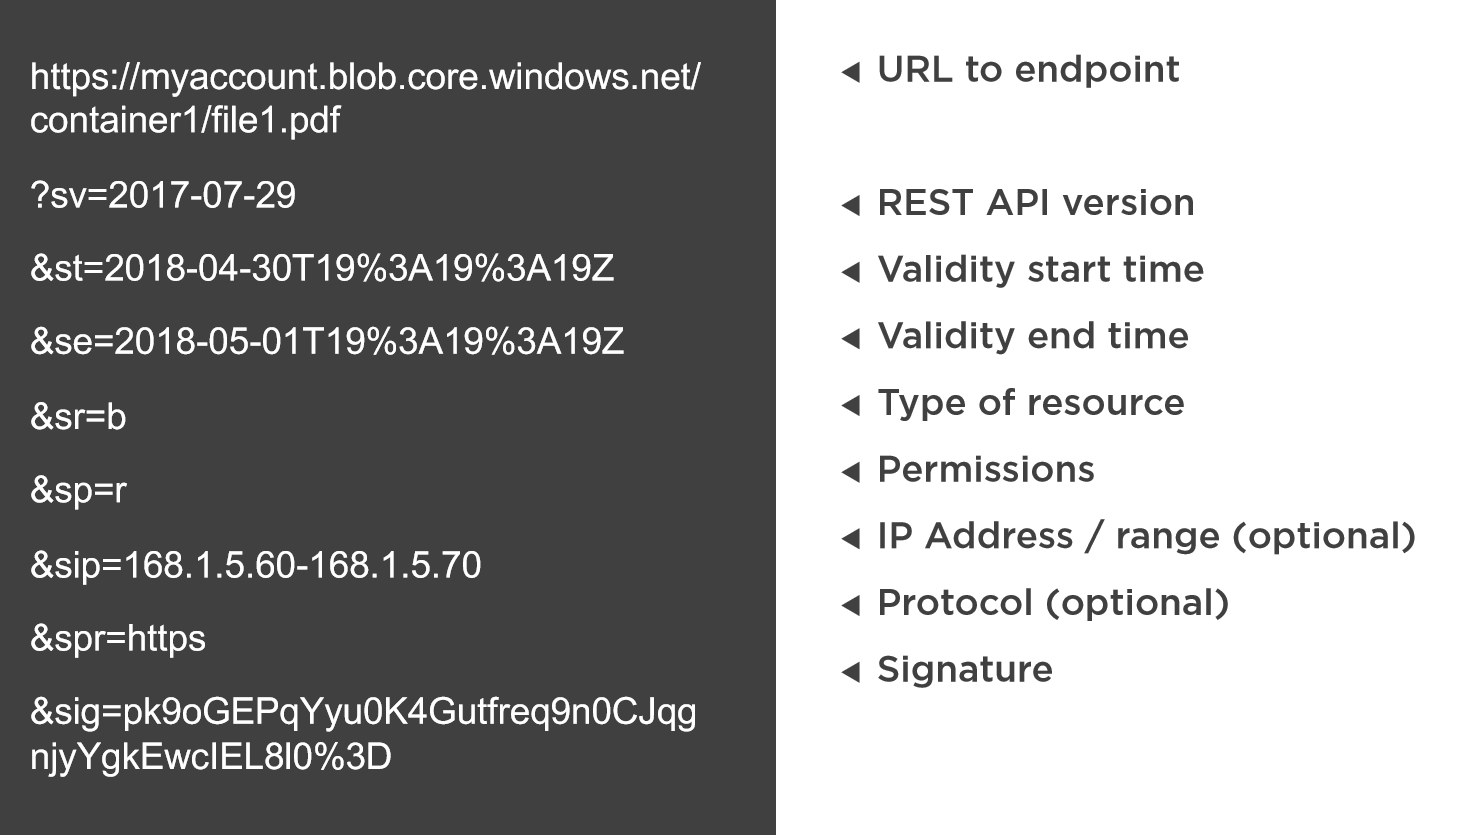 https://myaccount.blob.core.windows.net/
container1/file1.pdf
?sv=2017-07-29
&st=2018-04-30T19%3A19%3A19Z
&se=2018-05-01T19%3A19%3A19Z
&sr=b
&sp=r
&sip=168.1.5.60-168.1.5.70
&spr=https
&sig=pk9oGEPqYyu0K4Gutfreq9n0CJqg
njyYgkEwcIEL8I0%3D
◄ URL to endpoint
◄ REST API version
◄ Validity start time
◄ Validity end time
◄ Type of resource
◄ Permissions
◄ IP Address / range (optional)
◄ Protocol (optional)
◄ Signature